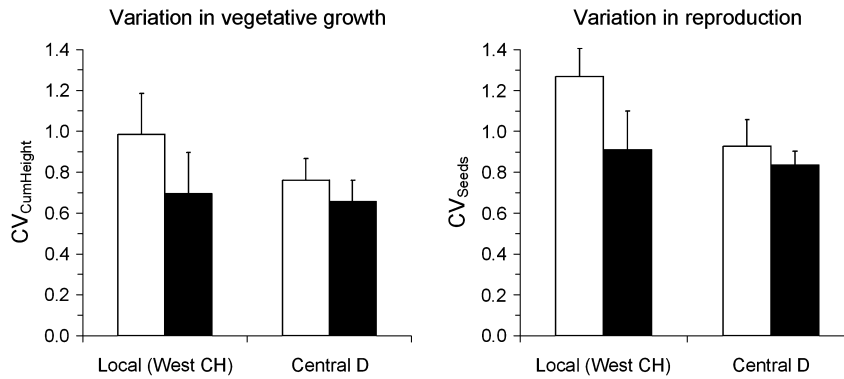 Variation in vegetative growth
1.4
1.2
1.0
0.8
0.6
0.4
0.2
0.0
CVCumHeight
Local (West CH) Central D
Variation in reproduction
1.4
1.2
1.0
0.8
0.6
0.4
0.2
0.0
CVSeeds
Local (West CH) Central D